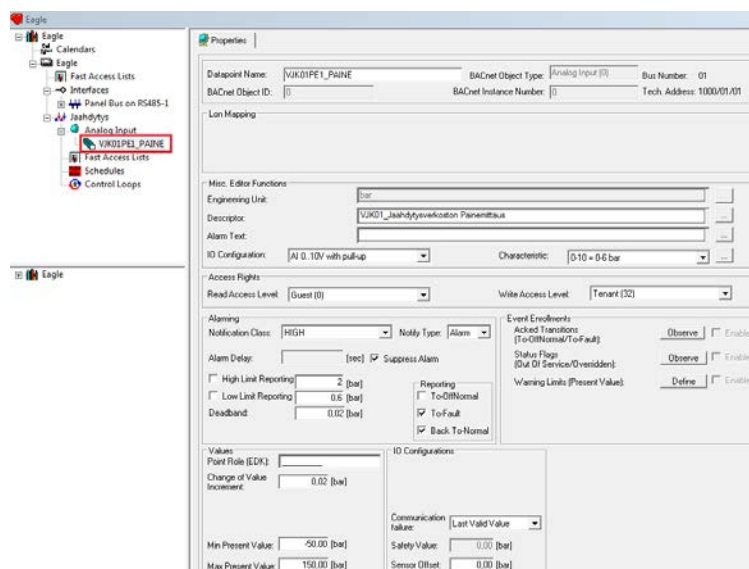 Eagle
Eagle
Calendars
Eagle
Fast Access Lists
Interfaces
Panel Bus on RS485-1
Jaahdytys
Analog Input
VJK01PE1_PAINE
Fast Access Lists
Schedules
Control Loops
Eagle
Properties
Datapoint Name: VJK01PE1_PAINE BACnet Object Type: Analog Input (0) Bus Number: 01
BACnet Object ID: 0 BACnet Instance Number: 0 Tech. Address: 1000/01/01
Lon Mapping
Misc. Editor Functions
Engineering Unit: bar
Descriptor: VJK01_Jaahdytysverkoston Painemittaus ...
Alarm Text: ...
IO Configuration: AI 0..10V with pull-up Characteristic: 0-10 = 0-6 bar ...
Access Rights
Read Access Level: Guest (0) Write Access Level: Tenant (32)
Alarming
Notification Class: HIGH Notify Type: Alarm
Alarm Delay: [sec] Suppress Alarm
High Limit Reporting 2 [bar]
Low Limit Reporting 0.6 [bar]
Deadband: 0,02 [bar]
Reporting
To-OffNormal
To-Fault
Back To-Normal
Event Enrollments
Acked Transitions
(To-OffNormal/To-Fault): Observe Enable
Status Flags
(Out Of Service/Overridden): Observe Enable
Warning Limits (Present Value): Define Enable
Values
Point Role (EDK):
Change of Value
Increment: 0,02 [bar]
Min Present Value: -50.00 [bar]
Max Present Value: 150,00 [bar]
IO Configurations
Communication
failure: Last Valid Value
Safety Value: 0,00 [bar]
Sensor Offset: 0,00 [bar]